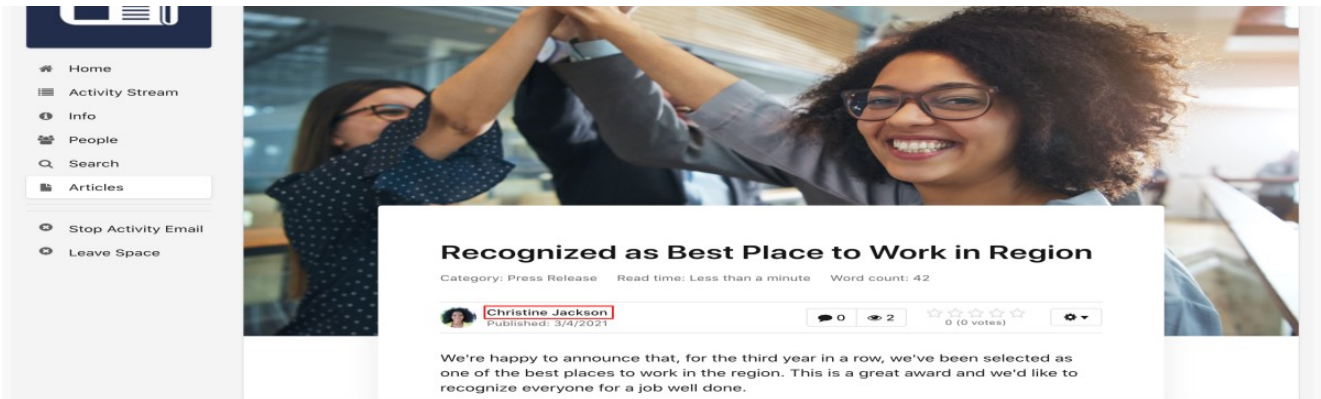 Home
Activity Stream
Info
People
Search
Articles
Stop Activity Email
Leave Space
Recognized as Best Place to Work in Region
Category: Press Release Read time: Less than a minute Word count: 42
Christine Jackson
Published: 3/4/2021
0 2
0 (0 votes)
We're happy to announce that, for the third year in a row, we've been selected as
one of the best places to work in the region. This is a great award and we'd like to
recognize everyone for a job well done.